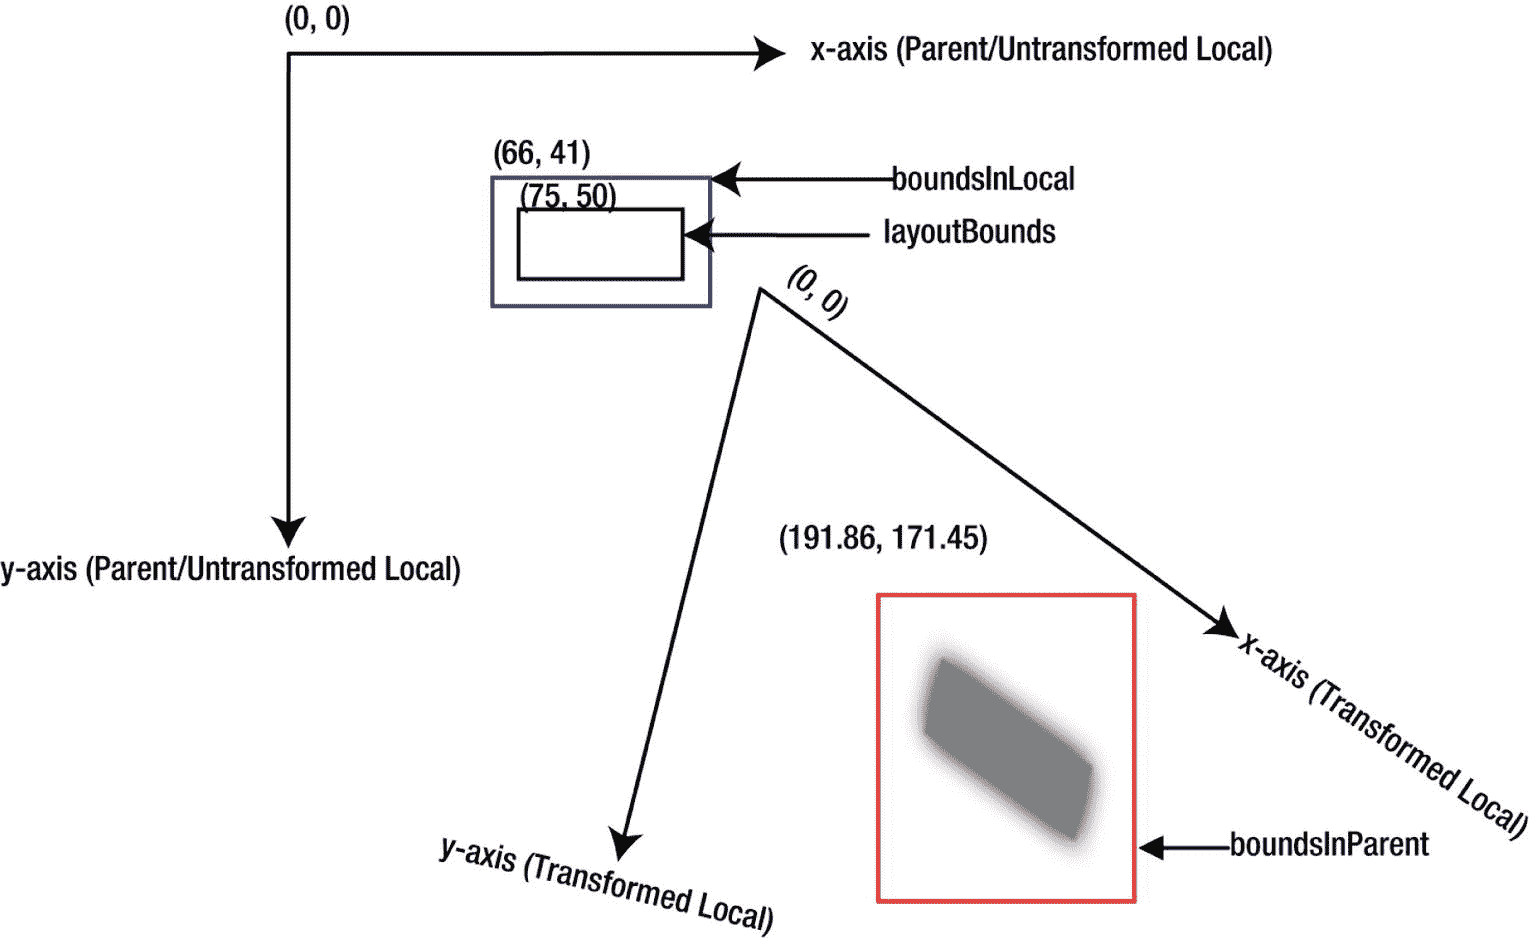 (0, 0)
x-axis (Parent/Untransformed Local)
(66, 41)
boundsInLocal
(75, 50)
layoutBounds
(0, 0)
(191.86, 171.45)
y-axis (Parent/Untransformed Local)
x-axis (Transformed Local)
boundsInParent
y-axis (Transformed Local)